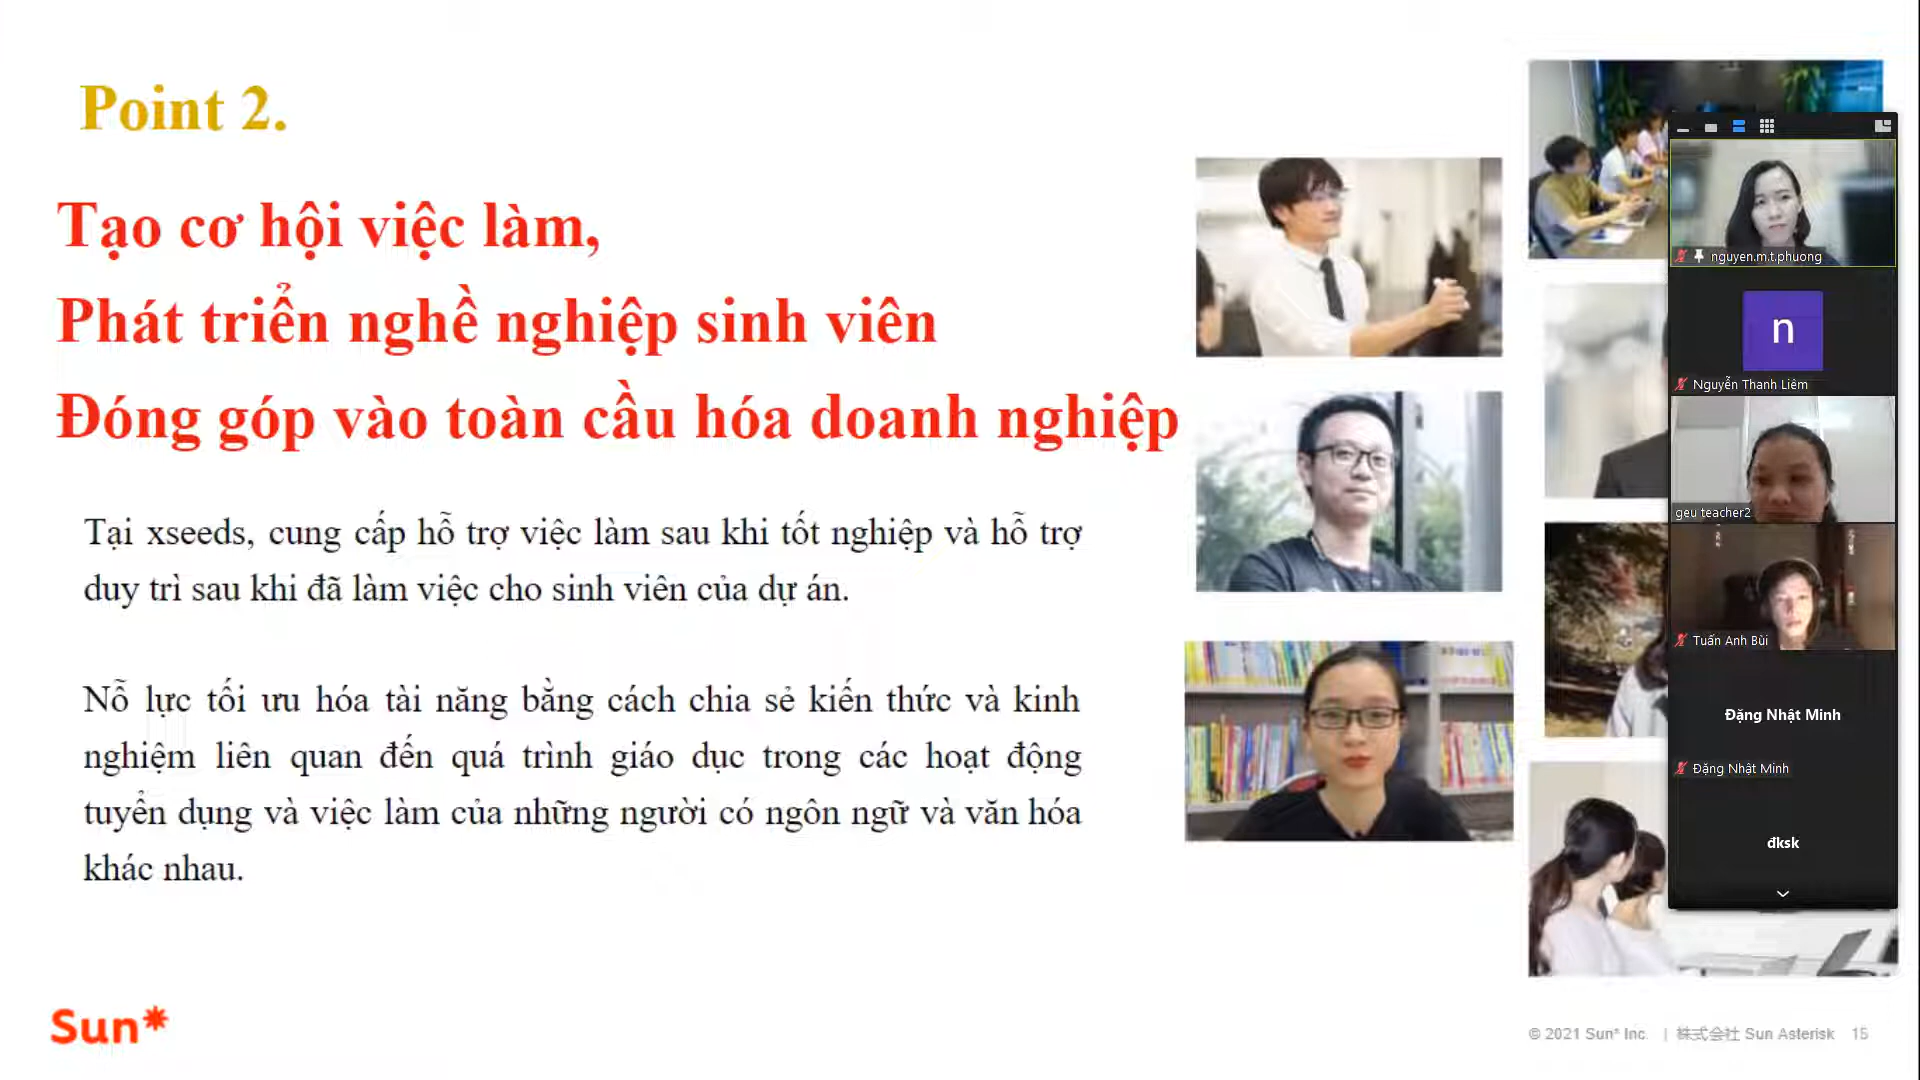 Point 2.
Tạo cơ hội việc làm,
Phát triển nghề nghiệp sinh viên
Đóng góp vào toàn cầu hóa doanh nghiệp
Tại xseeds, cung cấp hỗ trợ việc làm sau khi tốt nghiệp và hỗ trợ
duy trì sau khi đã làm việc cho sinh viên của dự án.
Nỗ lực tối ưu hóa tài năng bằng cách chia sẻ kiến thức và kinh
nghiệm liên quan đến quá trình giáo dục trong các hoạt động
tuyển dụng và việc làm của những người có ngôn ngữ và văn hóa
khác nhau.
nguyen.m.t.phuong
n
Nguyễn Thanh Liêm
geu teacher2
Tuấn Anh Bùi
Đặng Nhật Minh
Đặng Nhật Minh
đksk
Sun*
© 2021 Sun* Inc. | 株式会社 Sun Asterisk 15